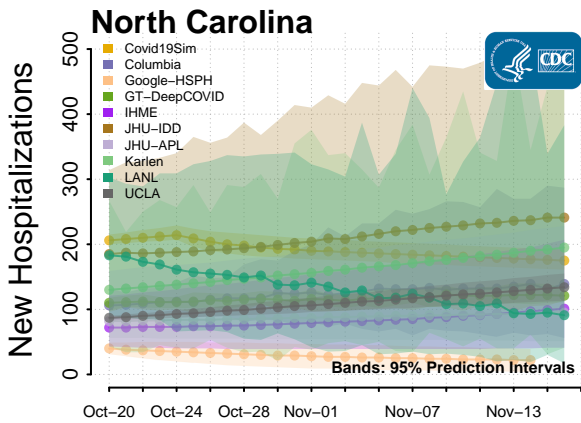 North Carolina
New Hospitalizations
500
400
300
200
100
0
Covid19Sim
Columbia
Google−HSPH
GT−DeepCOVID
IHME
JHU−IDD
JHU−APL
Karlen
LANL
UCLA
CDC
Bands: 95% Prediction Intervals
Oct−20 Oct−24 Oct−28 Nov−01 Nov−07 Nov−13